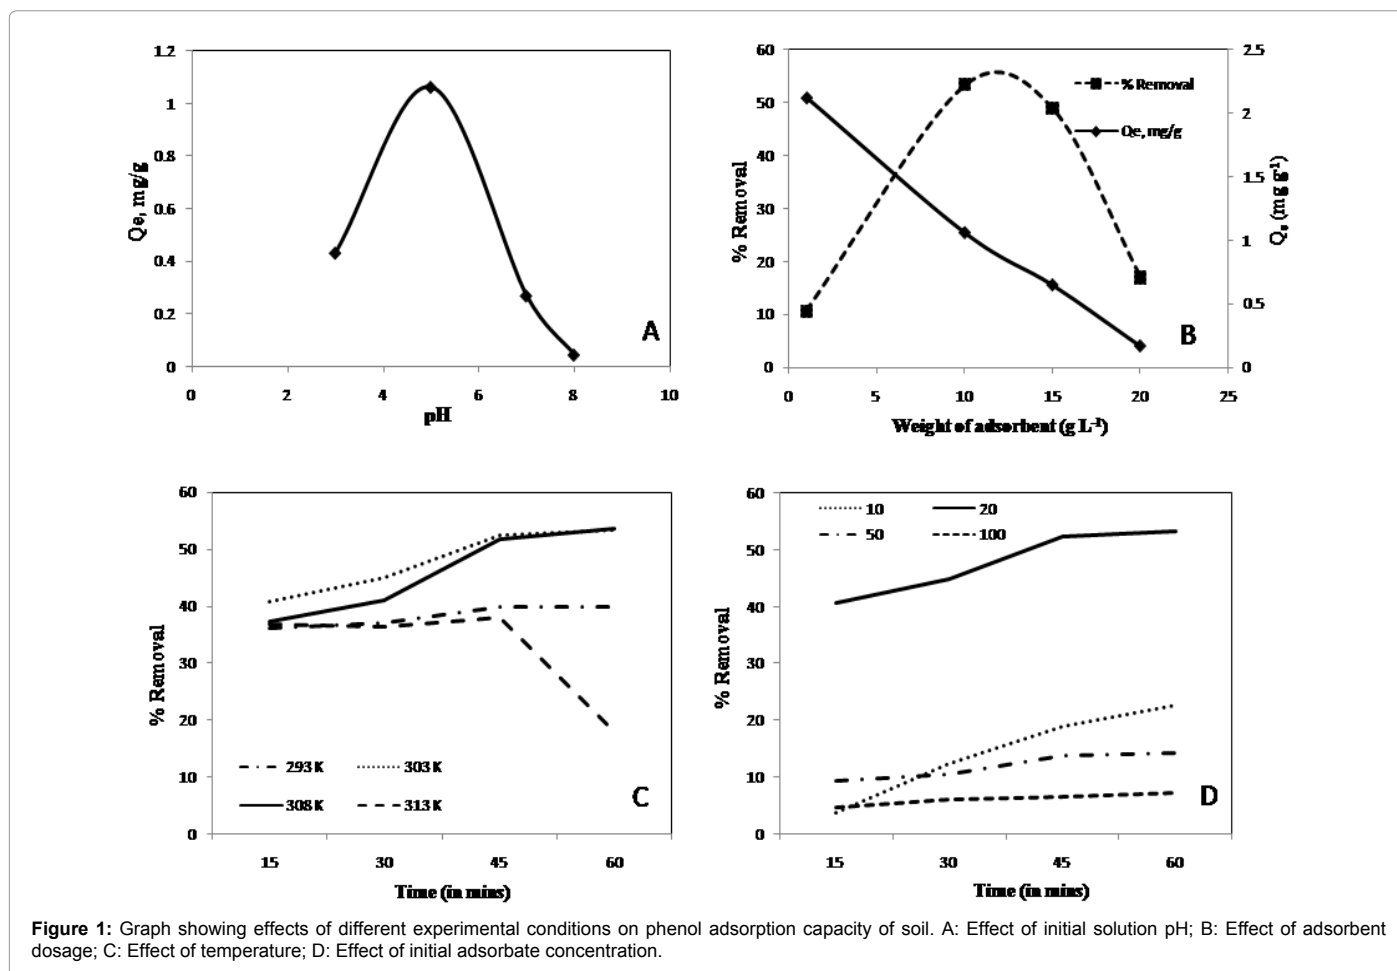 1.2
1
0.8
0.6
0.4
0.2
0
0 2 4 6 8 10
Qe, mg/g
pH
A
60
50
40
30
20
10
0
2.5
2
1.5
1
0.5
0
0 5 10 15 20 25
% Removal
Qe, mg/g
% Removal
Qe (mg g-1)
Weight of adsorbent (g L-1)
B
60
50
40
30
20
10
0
15 30 45 60
% Removal
Time (in mins)
293 K 303 K
308 K 313 K
C
60
50
40
30
20
10
0
15 30 45 60
% Removal
Time (in mins)
10 20
50 100
D
Figure 1: Graph showing effects of different experimental conditions on phenol adsorption capacity of soil. A: Effect of initial solution pH; B: Effect of adsorbent
dosage; C: Effect of temperature; D: Effect of initial adsorbate concentration.